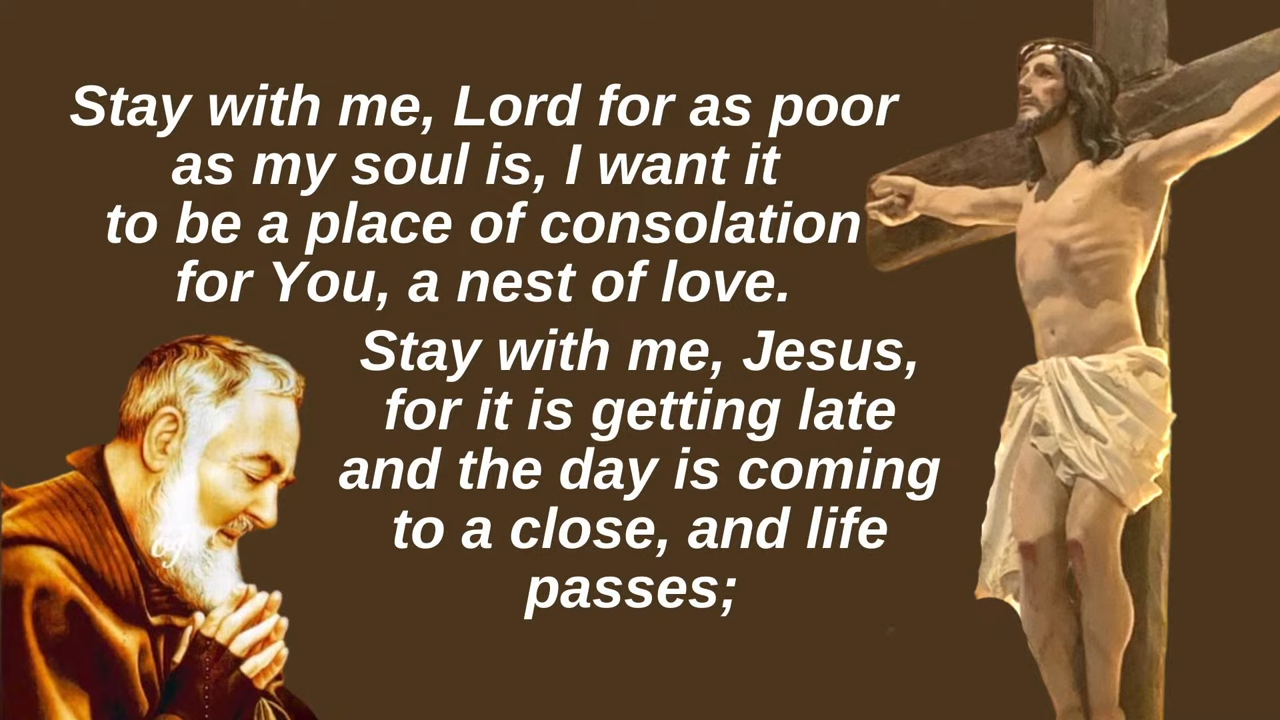 Stay with me, Lord for as poor
as my soul is, I want it
to be a place of consolation
for You, a nest of love.
Stay with me, Jesus,
for it is getting late
and the day is coming
to a close, and life
passes;
of